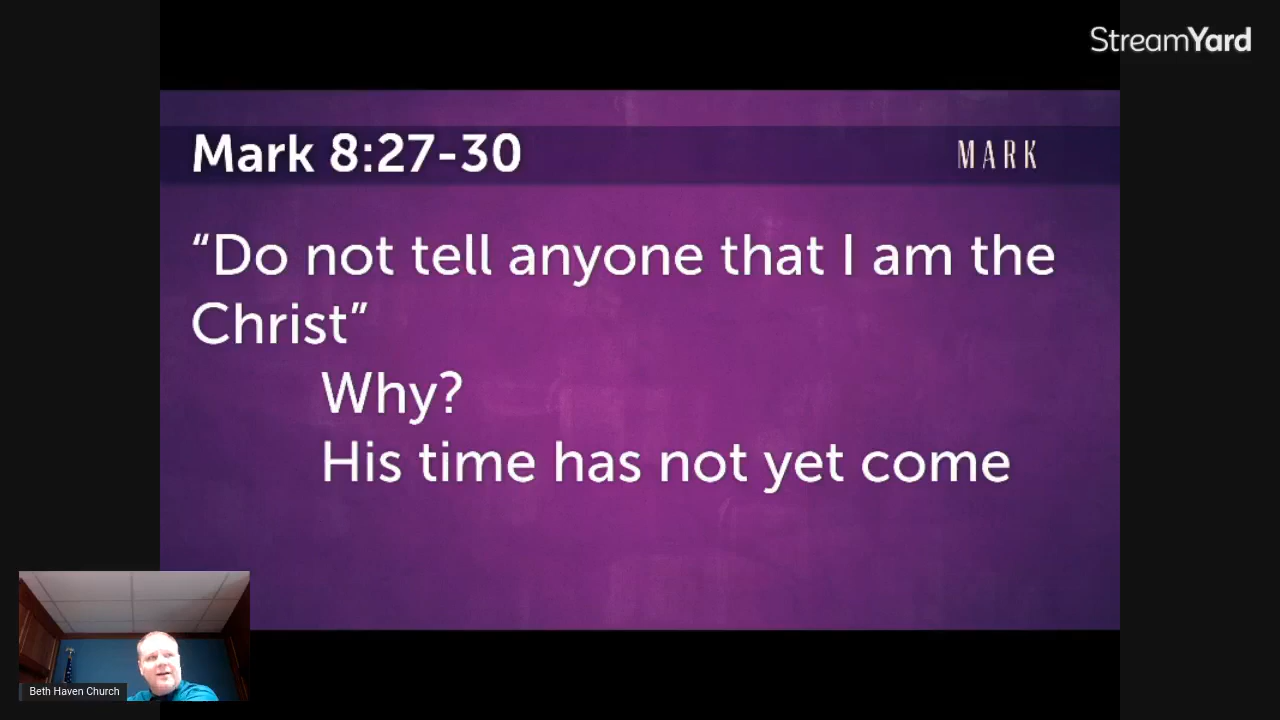 StreamYard
Mark 8:27-30
MARK
“Do not tell anyone that I am the
Christ”
Why?
His time has not yet come
Beth Haven Church